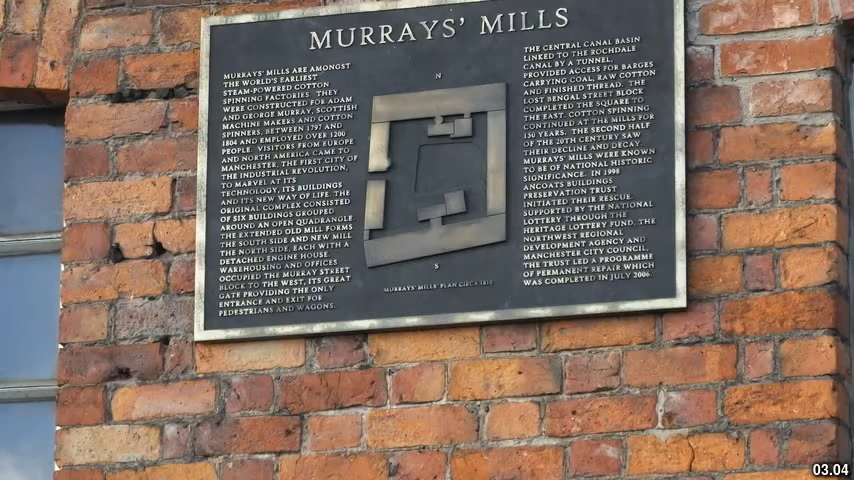 MURRAYS' MILLS
MURRAYS' MILLS ARE AMONGST
THE WORLD'S EARLIEST
STEAM-POWERED COTTON
SPINNING FACTORIES. THEY
WERE CONSTRUCTED FOR ADAM
AND GEORGE MURRAY, SCOTTISH
MACHINE MAKERS AND COTTON
SPINNERS, BETWEEN 1797 AND
1804 AND EMPLOYED OVER 1200
PEOPLE. VISITORS FROM EUROPE
AND NORTH AMERICA CAME TO
MANCHESTER, THE FIRST CITY OF
THE INDUSTRIAL REVOLUTION,
TO MARVEL AT ITS
TECHNOLOGY, ITS BUILDINGS
AND ITS NEW WAY OF LIFE. THE
ORIGINAL COMPLEX CONSISTED
OF SIX BUILDINGS GROUPED
AROUND AN OPEN QUADRANGLE.
THE EXTENDED OLD MILL FORMS
THE SOUTH SIDE AND NEW MILL
THE NORTH SIDE, EACH WITH A
DETACHED ENGINE HOUSE.
WAREHOUSING AND OFFICES
OCCUPIED THE MURRAY STREET
BLOCK TO THE WEST, ITS GREAT
GATE PROVIDING THE ONLY
ENTRANCE AND EXIT FOR
PEDESTRIANS AND WAGONS.
N
S
MURRAYS' MILLS' PLAN CIRCA 1810
THE CENTRAL CANAL BASIN
LINKED TO THE ROCHDALE
CANAL BY A TUNNEL,
PROVIDED ACCESS FOR BARGES
CARRYING COAL, RAW COTTON
AND FINISHED THREAD. THE
LOST BENGAL STREET BLOCK
COMPLETED THE SQUARE TO
THE EAST. COTTON SPINNING
CONTINUED AT THE MILLS FOR
150 YEARS. THE SECOND HALF
OF THE 20TH CENTURY SAW
THEIR DECLINE AND DECAY.
MURRAYS' MILLS WERE KNOWN
TO BE OF NATIONAL HISTORIC
SIGNIFICANCE. IN 1998
ANCOATS BUILDINGS
PRESERVATION TRUST
INITIATED THEIR RESCUE.
SUPPORTED BY THE NATIONAL
LOTTERY THROUGH THE
HERITAGE LOTTERY FUND, THE
NORTHWEST REGIONAL
DEVELOPMENT AGENCY AND
MANCHESTER CITY COUNCIL,
THE TRUST LED A PROGRAMME
OF PERMANENT REPAIR WHICH
WAS COMPLETED IN JULY 2006.
03.04